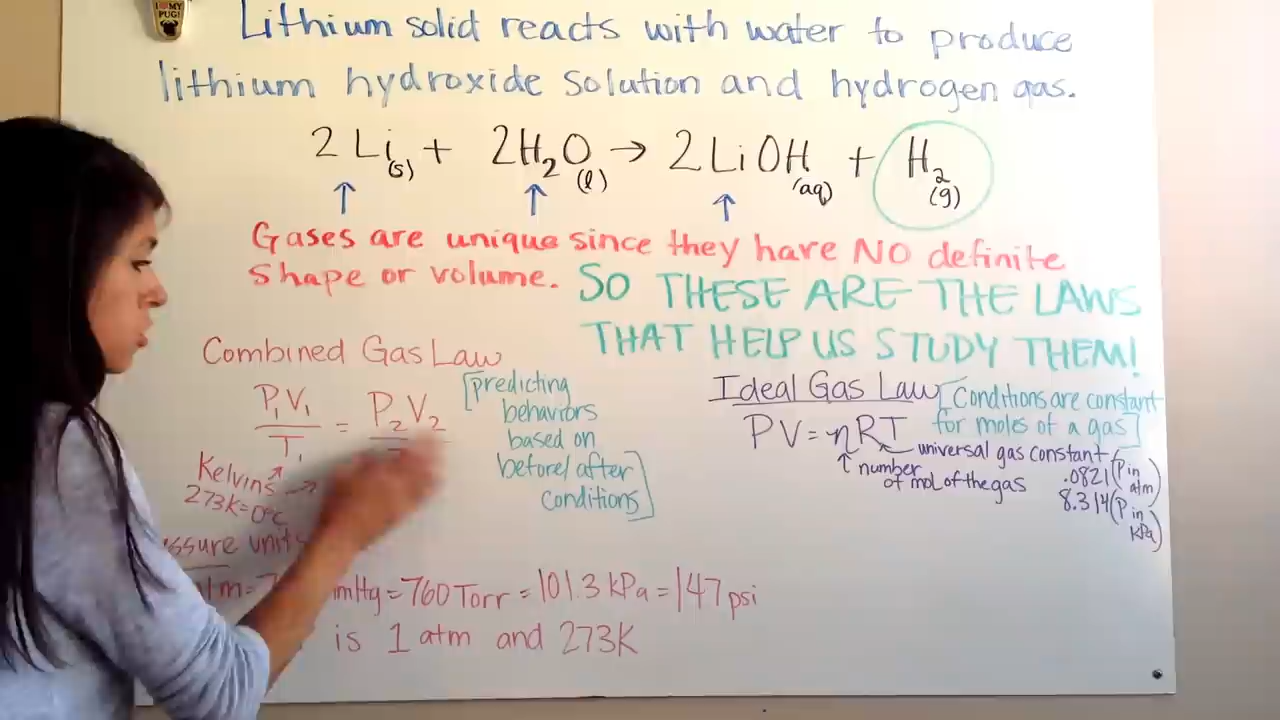 I ♥ MY
PUG!
Lithium solid reacts with water to produce
lithium hydroxide solution and hydrogen gas.
2 Li(s) + 2H₂O(l) → 2 LiOH(aq) + H₂(g)
↑ ↑ ↑
Gases are unique since they have NO definite
shape or volume.
SO THESE ARE THE LAWS
THAT HELP US STUDY THEM!
Combined Gas Law
P₁V₁ = P₂V₂
T₁
[predicting
behaviors
based on
before/after
conditions]
Kelvins
273K=0°C
units
=760 Torr = 101.3 kPa = 147 psi
is 1 atm and 273K
Ideal Gas Law
[Conditions are constant
for moles of a gas]
PV=nRT
universal gas constant
number
of mol of the gas
.0821 (P in atm)
8.314 (P in kPa)